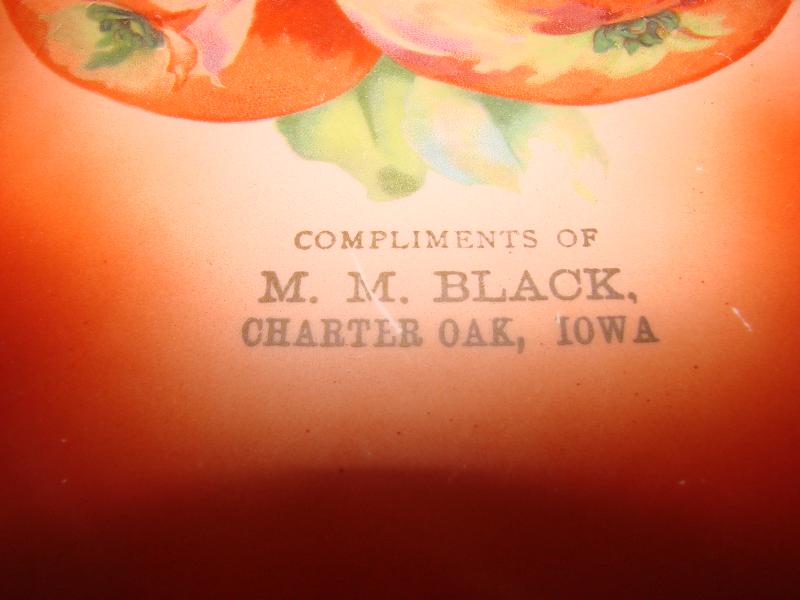 COMPLIMENTS OF
M. M. BLACK,
CHARTER OAK, IOWA